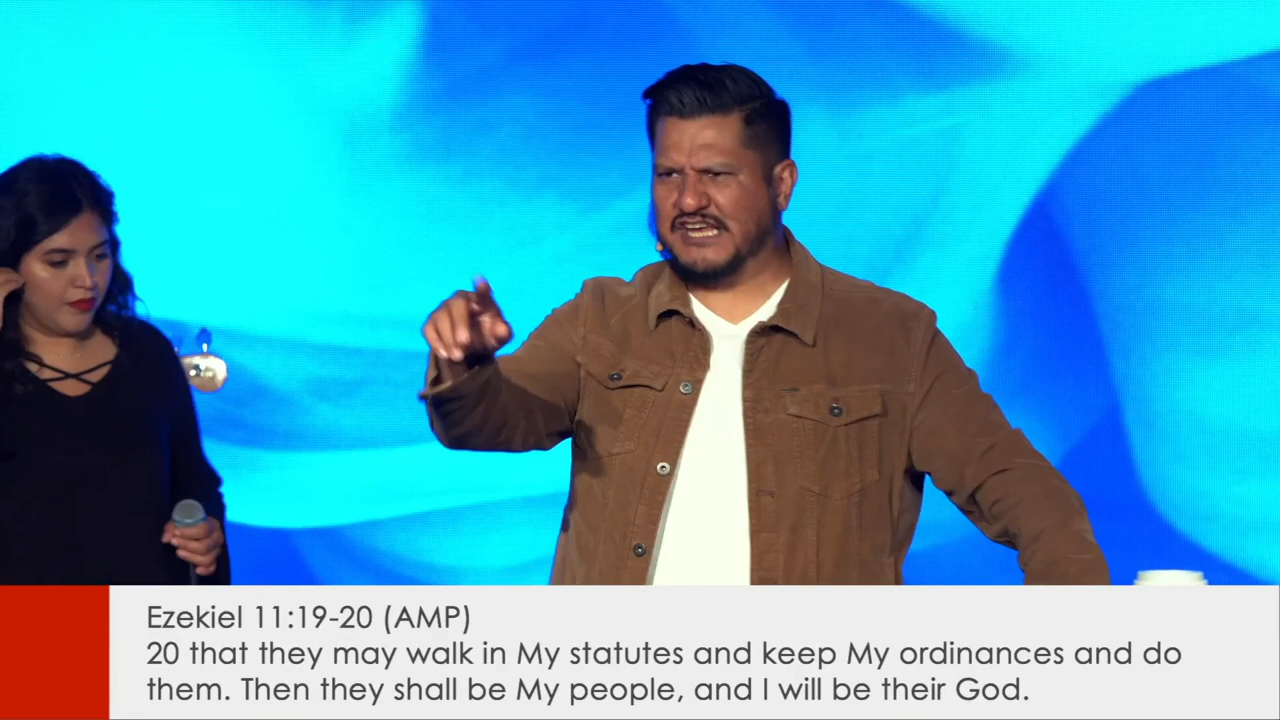 Ezekiel 11:19-20 (AMP)
20 that they may walk in My statutes and keep My ordinances and do
them. Then they shall be My people, and I will be their God.